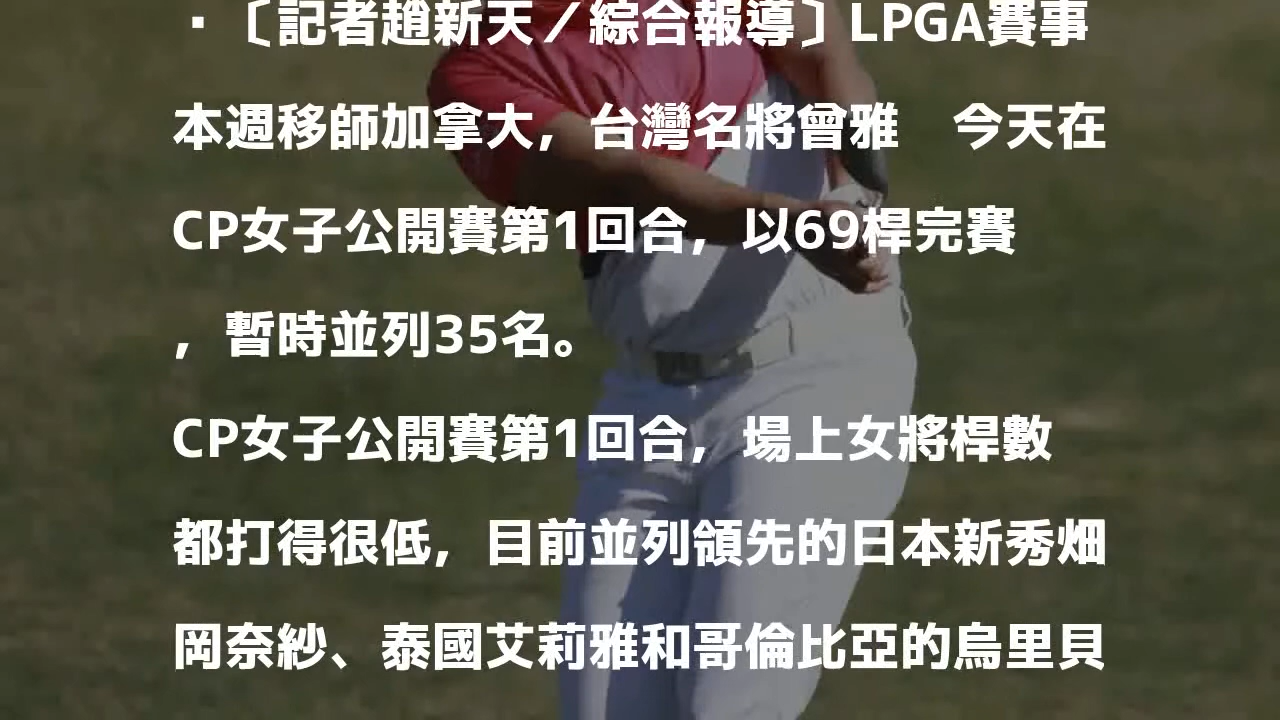 ·〔記者趙新天／綜合報導〕LPGA賽事
本週移師加拿大，台灣名將曾雅　今天在
CP女子公開賽第1回合，以69桿完賽
，暫時並列35名。
CP女子公開賽第1回合，場上女將桿數
都打得很低，目前並列領先的日本新秀畑
岡奈紗、泰國艾莉雅和哥倫比亞的烏里貝